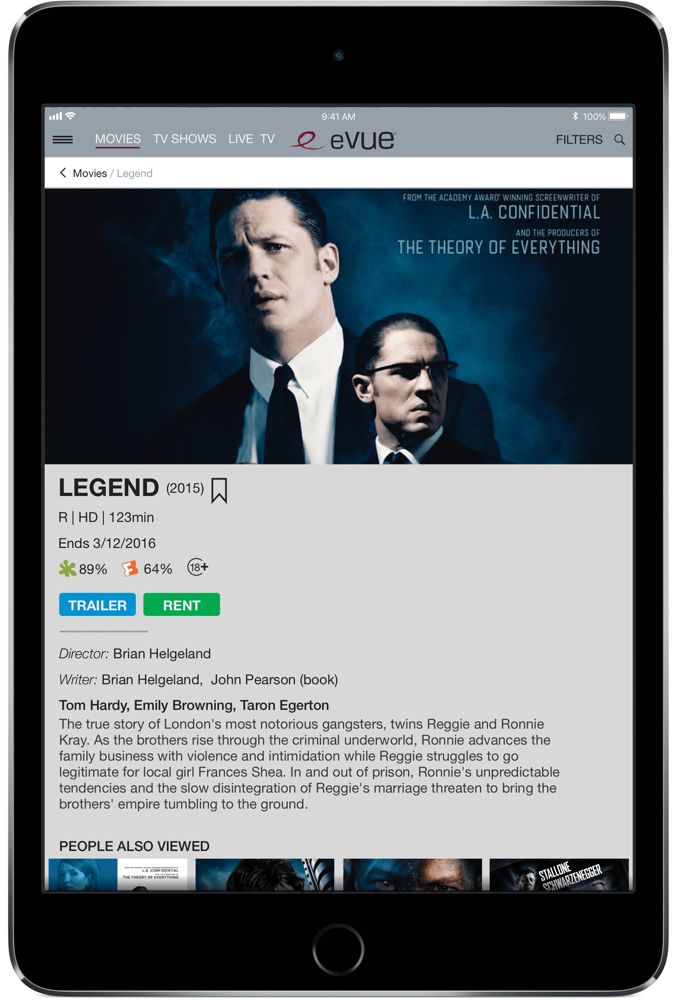 9:41 AM
100%
MOVIES TV SHOWS LIVE TV eVUe FILTERS
Movies / Legend
FROM THE ACADEMY AWARD® WINNING SCREENWRITER OF
L.A. CONFIDENTIAL
AND THE PRODUCERS OF
THE THEORY OF EVERYTHING
LEGEND (2015)
R | HD | 123min
Ends 3/12/2016
89% F 64% 18+
TRAILER RENT
Director: Brian Helgeland
Writer: Brian Helgeland, John Pearson (book)
Tom Hardy, Emily Browning, Taron Egerton
The true story of London's most notorious gangsters, twins Reggie and Ronnie
Kray. As the brothers rise through the criminal underworld, Ronnie advances the
family business with violence and intimidation while Reggie struggles to go
legitimate for local girl Frances Shea. In and out of prison, Ronnie's unpredictable
tendencies and the slow disintegration of Reggie's marriage threaten to bring the
brothers' empire tumbling to the ground.
PEOPLE ALSO VIEWED
L.A. CONFIDENTIAL
THE THEORY OF EVERYTHING
STALLONE
SCHWARZENEGGER